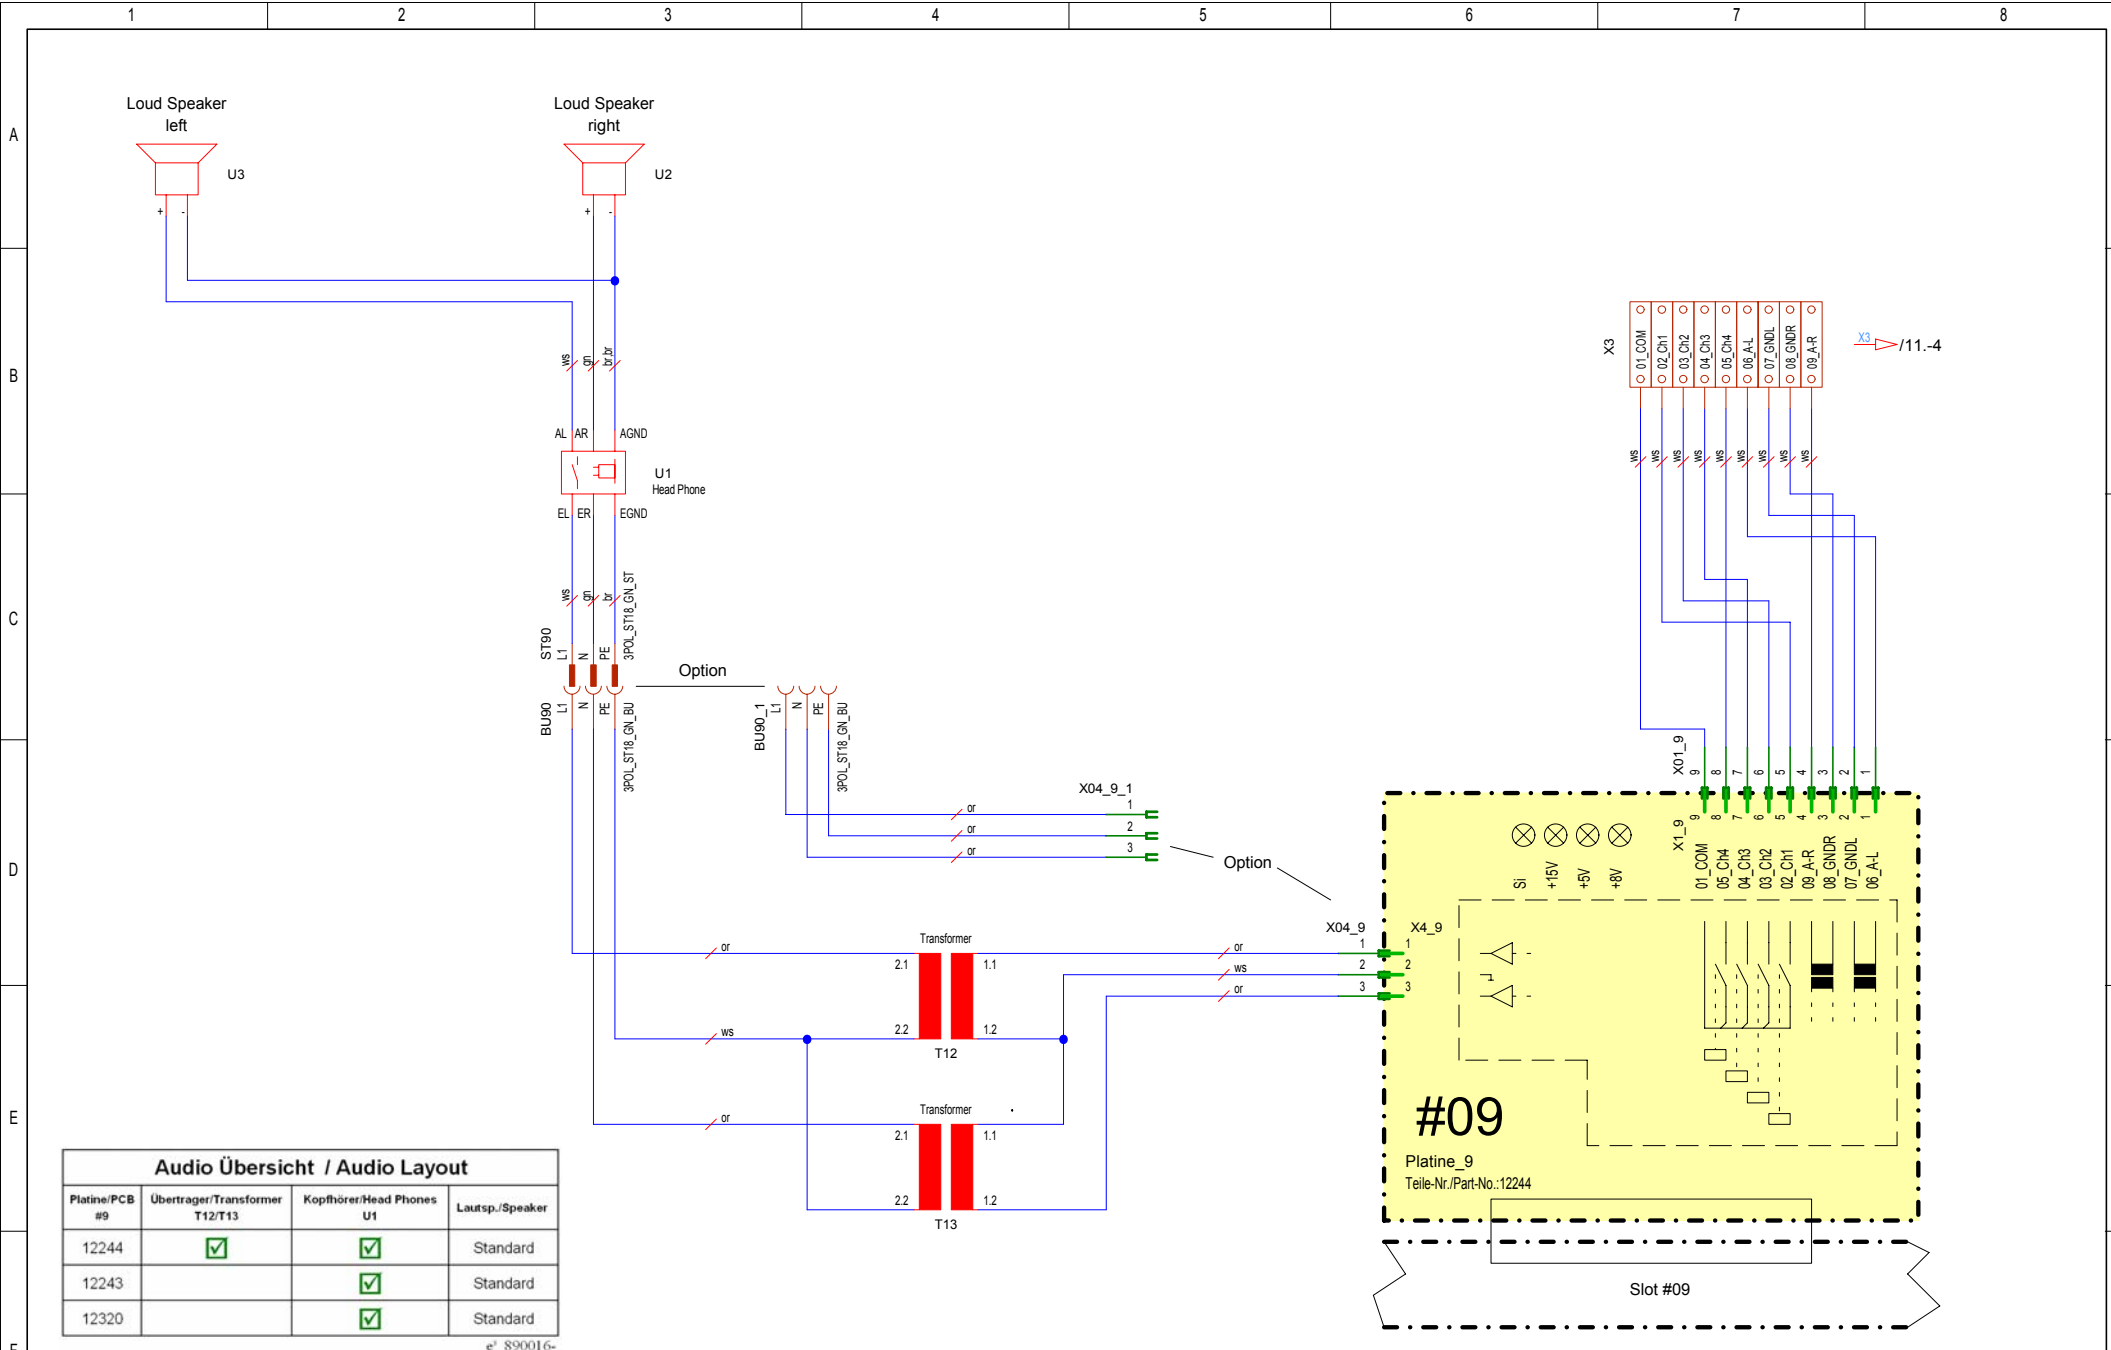 1 2 3 4 5 6 7 8
A
B
C
D
E
F
Loud Speaker
left
U3
+ -
Loud Speaker
right
U2
+ -
ws gn br,br
AL AR AGND
U1
Head Phone
EL ER EGND
ws gn br
3POL_ST18_GN_ST
ST90
L1 N PE
BU90
L1 N PE
3POL_ST18_GN_BU
Option
BU90_1
L1 N PE
3POL_ST18_GN_BU
X04_9_1
or 1
or 2
or 3
Option
X3
01_COM
02_Ch1
03_Ch2
04_Ch3
05_Ch4
06_A-L
07_GNDL
08_GNDR
09_A-R
X3 /11.-4
ws ws ws ws ws ws ws ws ws
X01_9
9 8 7 6 5 4 3 2 1
X1_9
9 8 7 6 5 4 3 2 1
01_COM
05_Ch4
04_Ch3
03_Ch2
02_Ch1
09_A-R
08_GNDR
07_GNDL
06_A-L
Si +15V +5V +8V
X04_9 X4_9
or 1 1
ws 2 2
or 3 3
or
Transformer
2.1 1.1
2.2 1.2
T12
ws
or
Transformer
2.1 1.1
2.2 1.2
T13
#09
Platine_9
Teile-Nr./Part-No.:12244
Slot #09
Audio Übersicht / Audio Layout
Platine/PCB #9 Übertrager/Transformer T12/T13 Kopfhörer/Head Phones U1 Lautsp./Speaker
12244 ☑ ☑ Standard
12243 ☑ Standard
12320 ☑ Standard
890016-